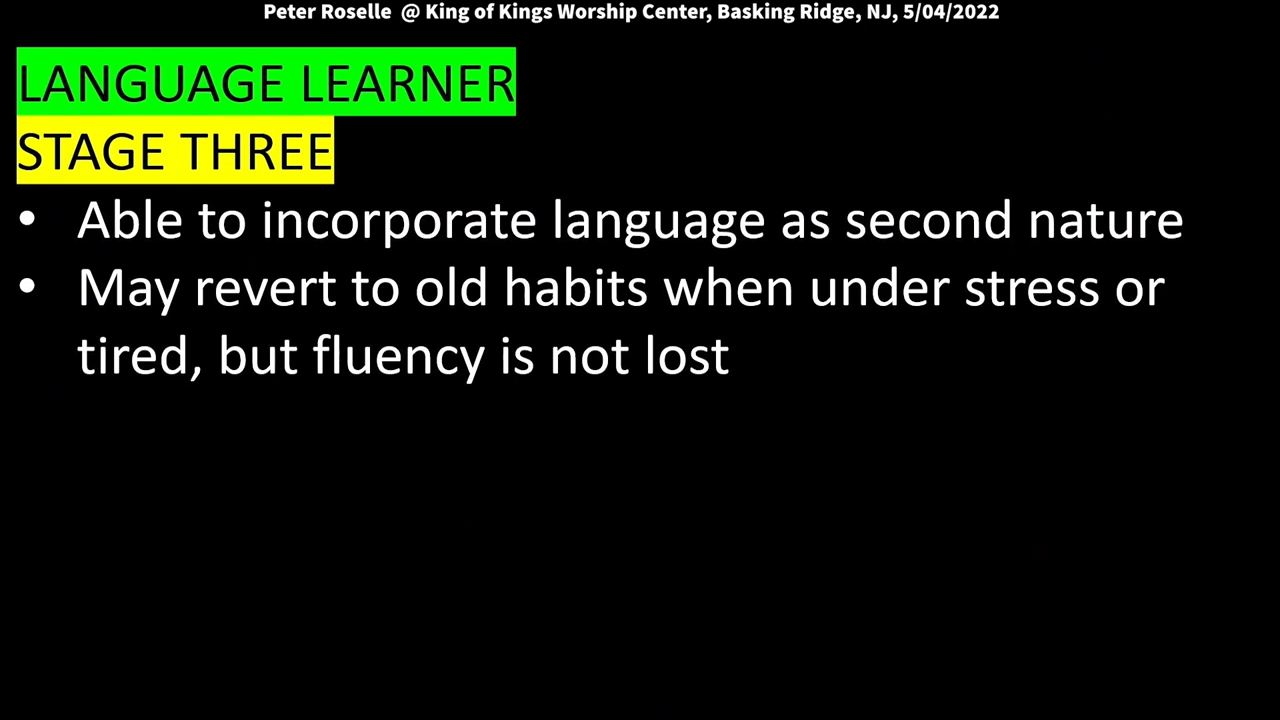 Peter Roselle @ King of Kings Worship Center, Basking Ridge, NJ, 5/04/2022
LANGUAGE LEARNER
STAGE THREE
• Able to incorporate language as second nature
• May revert to old habits when under stress or
tired, but fluency is not lost